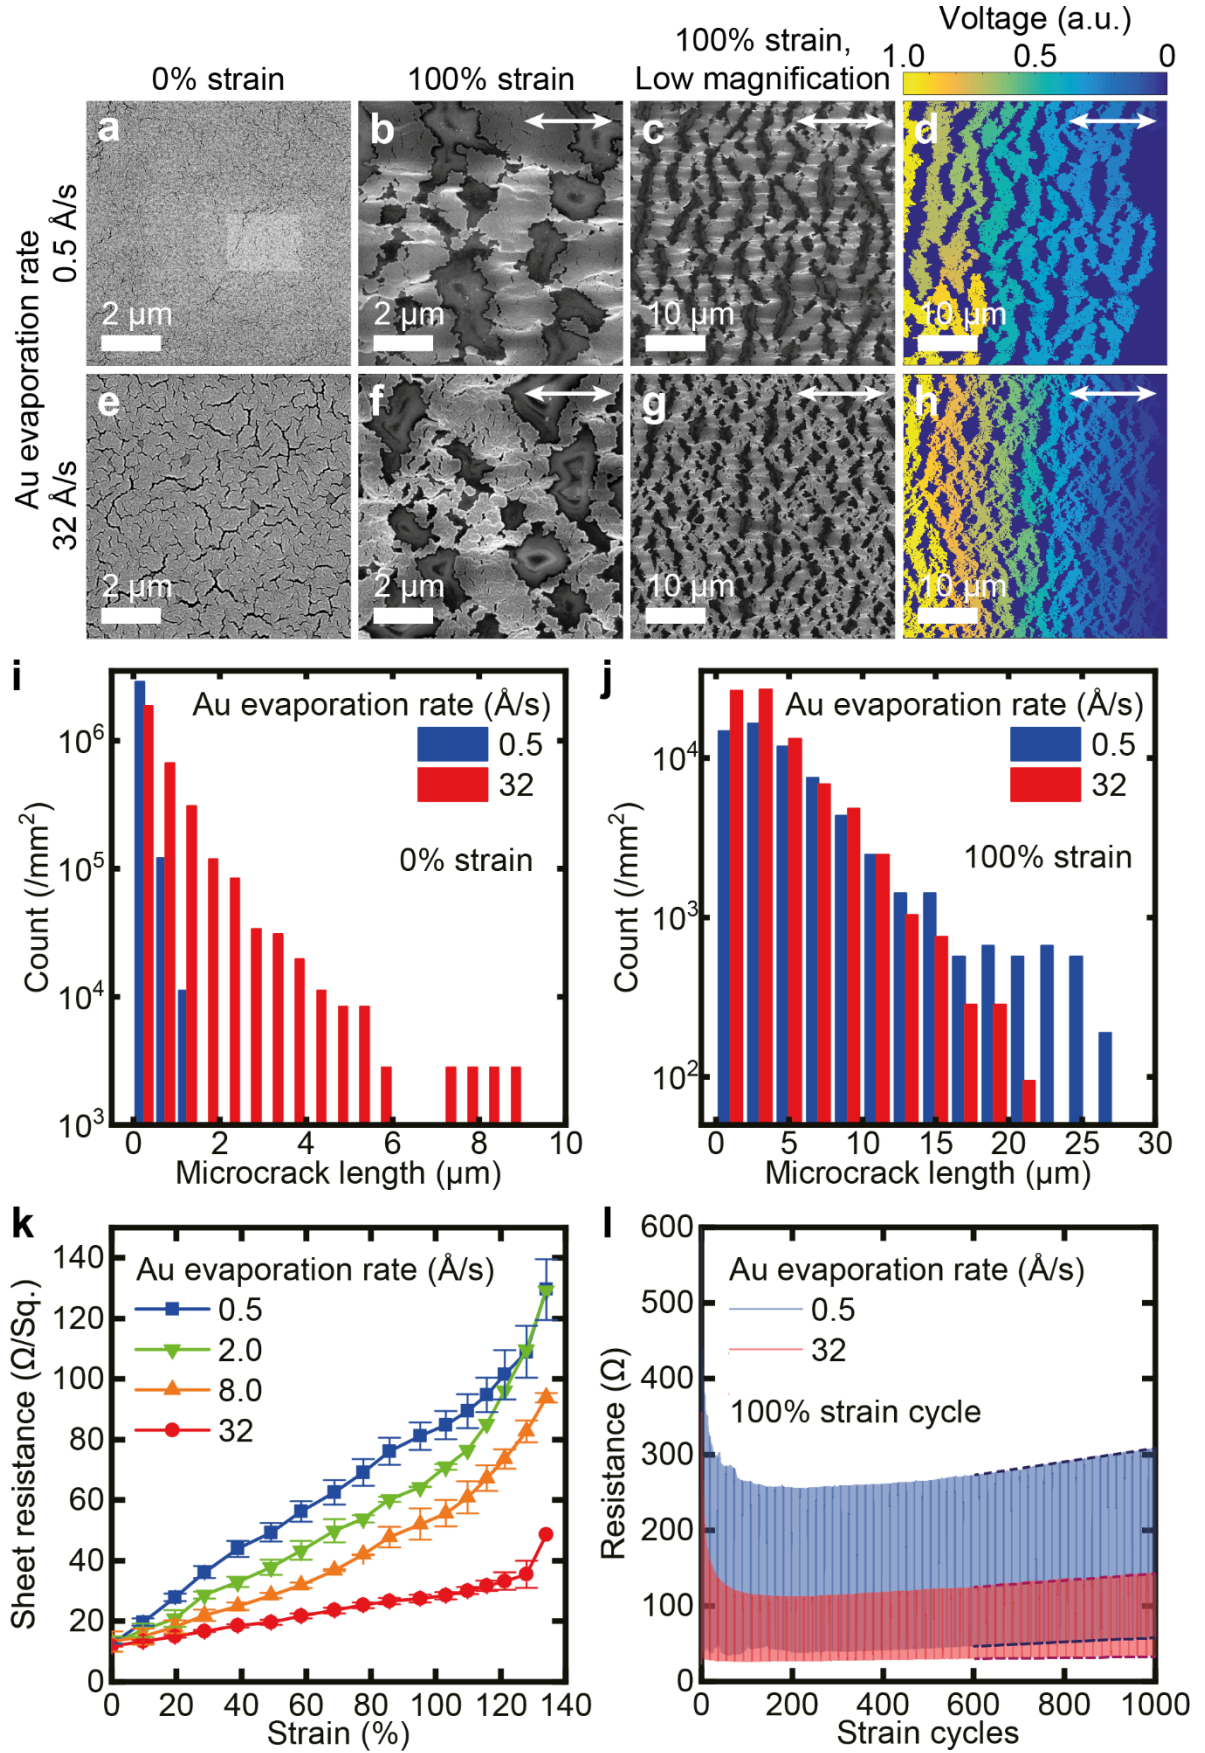 Voltage (a.u.)
1.0 0.5 0
0% strain
100% strain
100% strain,
Low magnification
Au evaporation rate
0.5 Å/s
32 Å/s
a
2 µm
b
2 µm
c
10 µm
d
10 µm
e
2 µm
f
2 µm
g
10 µm
h
10 µm
i
Au evaporation rate (Å/s)
0.5
32
0% strain
Count (/mm²)
10⁶
10⁵
10⁴
10³
0 2 4 6 8 10
Microcrack length (µm)
j
Au evaporation rate (Å/s)
0.5
32
100% strain
Count (/mm²)
10⁴
10³
10²
0 5 10 15 20 25 30
Microcrack length (µm)
k
Au evaporation rate (Å/s)
0.5
2.0
8.0
32
Sheet resistance (Ω/Sq.)
140
120
100
80
60
40
20
0
0 20 40 60 80 100 120 140
Strain (%)
l
Au evaporation rate (Å/s)
0.5
32
100% strain cycle
Resistance (Ω)
600
500
400
300
200
100
0
0 200 400 600 800 1000
Strain cycles